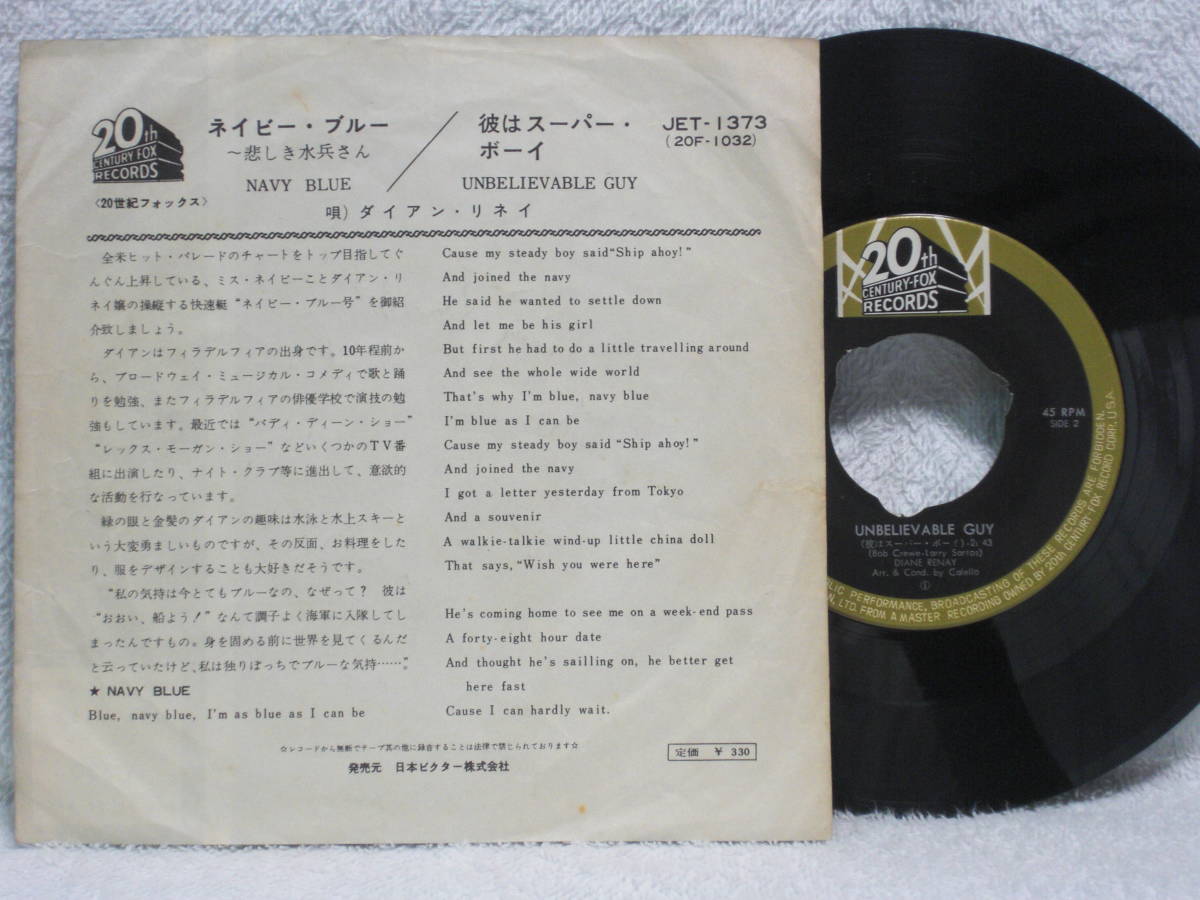 20th
CENTURY FOX
RECORDS
〈20世紀フォックス〉
ネイビー・ブルー
〜悲しき水兵さん
NAVY BLUE
彼はスーパー・
ボーイ
UNBELIEVABLE GUY
JET-1373
(20F-1032)
唄) ダイアン・リネイ
全米ヒット・パレードのチャートをトップ目指してぐ
んぐん上昇している、ミス・ネイビーことダイアン・リ
ネイ嬢の操縦する快速艇“ネイビー・ブルー号”を御紹
介致しましょう。
ダイアンはフィラデルフィアの出身です。10年程前か
ら、ブロードウェイ・ミュージカル・コメディで歌と踊
りを勉強、またフィラデルフィアの俳優学校で演技の勉
強もしています。最近では“バディ・ディーン・ショー”
“レックス・モーガン・ショー”などいくつかのTV番
組に出演したり、ナイト・クラブ等に進出して、意欲的
な活動を行なっています。
緑の眼と金髪のダイアンの趣味は水泳と水上スキーと
いう大変勇ましいものですが、その反面、お料理をした
り、服をデザインすることも大好きだそうです。
“私の気持は今とてもブルーなの、なぜって? 彼は
“おおい、船よう!”なんて調子よく海軍に入隊してし
まったんですもの。身を固める前に世界を見てくるんだ
と云っていたけど、私は独りぼっちでブルーな気持……”。
★ NAVY BLUE
Blue, navy blue, I'm as blue as I can be
Cause my steady boy said“Ship ahoy!”
And joined the navy
He said he wanted to settle down
And let me be his girl
But first he had to do a little travelling around
And see the whole wide world
That's why I'm blue, navy blue
I'm blue as I can be
Cause my steady boy said “Ship ahoy!”
And joined the navy
I got a letter yesterday from Tokyo
And a souvenir
A walkie-talkie wind-up little china doll
That says, “Wish you were here”
He's coming home to see me on a week-end pass
A forty-eight hour date
And thought he's sailling on, he better get
here fast
Cause I can hardly wait.
☆レコードから無断でテープ其の他に録音することは法律で禁じられております☆
発売元 日本ビクター株式会社
定価 ¥ 330
20th
CENTURY-FOX
RECORDS
45 RPM
SIDE 2
UNBELIEVABLE GUY
(彼はスーパー・ボーイ)-2:43
(Bob Crewe-Larry Santos)
DIANE RENAY
Arr. & Cond. by Calello
①
PERFORMANCE, BROADCASTING OF THESE RECORDS ARE FORBIDDEN.
LTD. FROM A MASTER RECORDING OWNED BY 20th CENTURY FOX RECORD CORP. U.S.A.